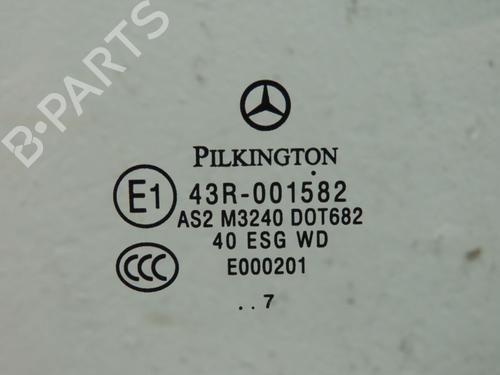 B-PARTS
PILKINGTON
E1
43R-001582
AS2 M3240 DOT682
40 ESG WD
CCC
E000201
. . 7